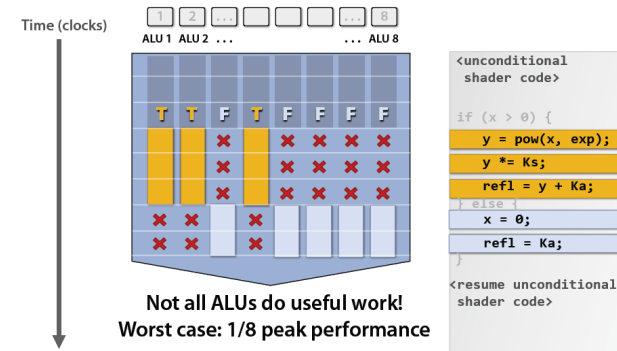 Time (clocks)
1 2 ... ... 8
ALU 1 ALU 2 ... ... ALU 8
T T F T F F F F
Not all ALUs do useful work!
Worst case: 1/8 peak performance
<unconditional
shader code>
if (x > 0) {
y = pow(x, exp);
y *= Ks;
refl = y + Ka;
} else {
x = 0;
refl = Ka;
}
<resume unconditional
shader code>